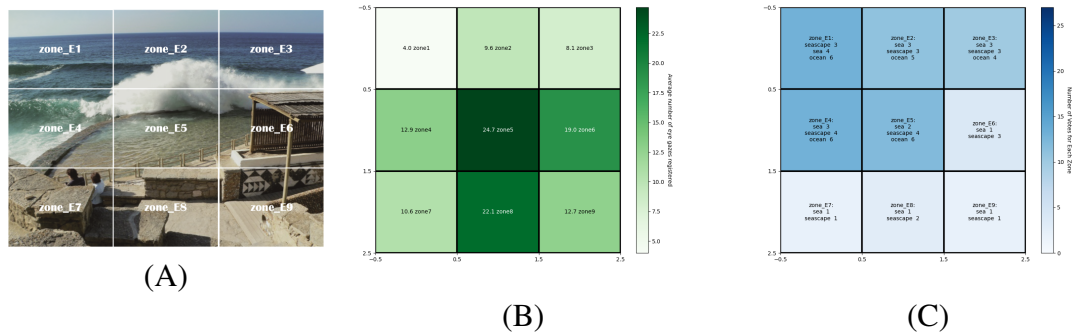 zone_E1 zone_E2 zone_E3
zone_E4 zone_E5 zone_E6
zone_E7 zone_E8 zone_E9
(A)
−0.5
0.5
1.5
2.5
−0.5 0.5 1.5 2.5
4.0 zone1 9.6 zone2 8.1 zone3
12.9 zone4 24.7 zone5 19.0 zone6
10.6 zone7 22.1 zone8 12.7 zone9
22.5
20.0
17.5
15.0
12.5
10.0
7.5
5.0
Average number of eye gazes registered
(B)
−0.5
0.5
1.5
2.5
−0.5 0.5 1.5 2.5
zone_E1:
seascape 3
sea 4
ocean 6
zone_E2:
sea 3
seascape 3
ocean 5
zone_E3:
sea 3
seascape 3
ocean 4
zone_E4:
sea 3
seascape 4
ocean 6
zone_E5:
sea 2
seascape 4
ocean 6
zone_E6:
sea 1
seascape 3
zone_E7:
sea 1
seascape 1
zone_E8:
sea 1
seascape 2
zone_E9:
sea 1
seascape 1
25
20
15
10
5
0
Number of Votes for Each Zone
(C)